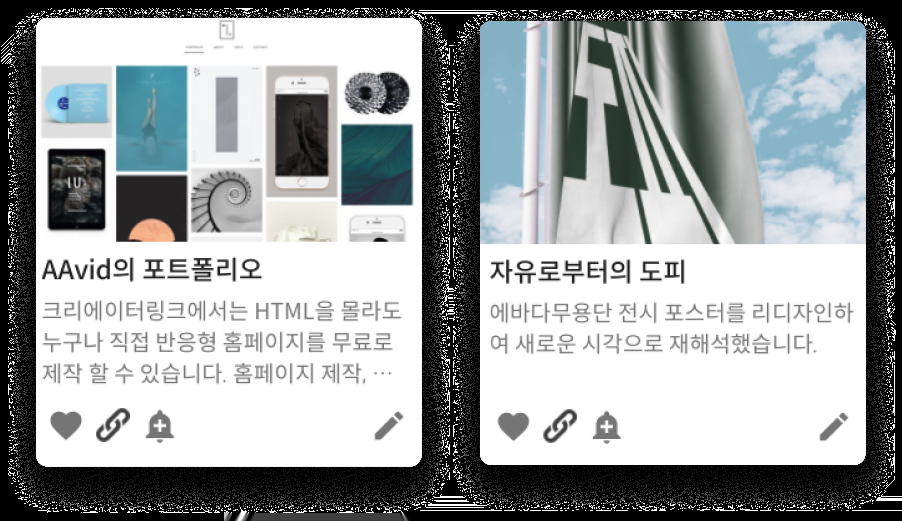 AAvid의 포트폴리오
크리에이터링크에서는 HTML을 몰라도
누구나 직접 반응형 홈페이지를 무료로
제작 할 수 있습니다. 홈페이지 제작, ⋯
자유로부터의 도피
에바다무용단 전시 포스터를 리디자인하
여 새로운 시각으로 재해석했습니다.